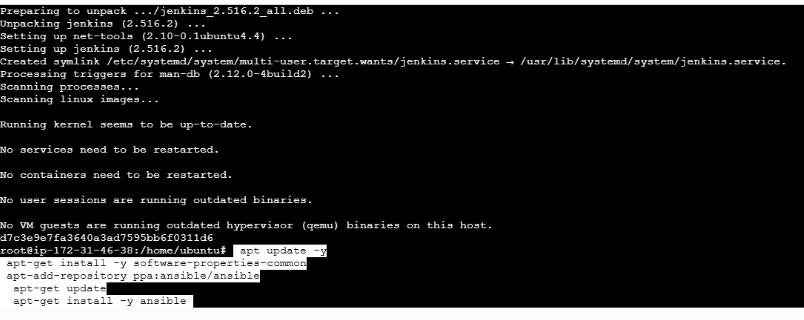 Preparing to unpack .../jenkins_2.516.2_all.deb ...
Unpacking jenkins (2.516.2) ...
Setting up net-tools (2.10-0.1ubuntu4.4) ...
Setting up jenkins (2.516.2) ...
Created symlink /etc/systemd/system/multi-user.target.wants/jenkins.service → /usr/lib/systemd/system/jenkins.service.
Processing triggers for man-db (2.12.0-4build2) ...
Scanning processes...
Scanning linux images...
Running kernel seems to be up-to-date.
No services need to be restarted.
No containers need to be restarted.
No user sessions are running outdated binaries.
No VM guests are running outdated hypervisor (qemu) binaries on this host.
d7c3e9e7fa3640a3ad7595bb6f0311d6
root@ip-172-31-46-38:/home/ubuntu# apt update -y
apt-get install -y software-properties-common
apt-add-repository ppa:ansible/ansible
apt-get update
apt-get install -y ansible